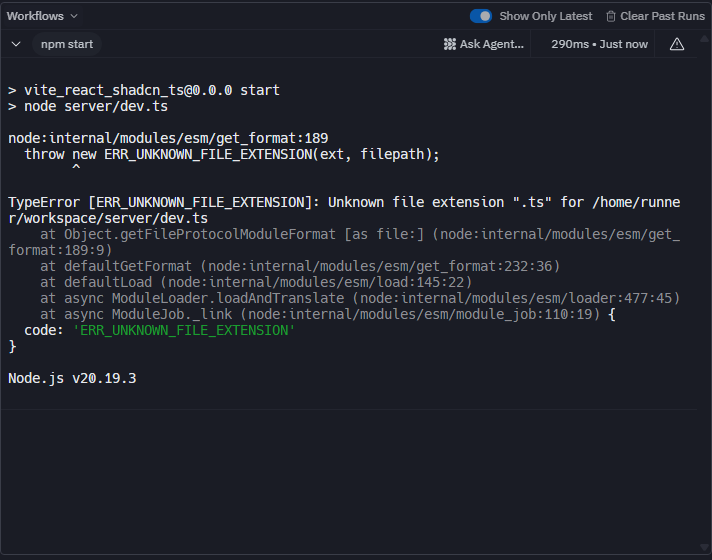 Workflows
Show Only Latest
Clear Past Runs
npm start
Ask Agent...
290ms • Just now
> vite_react_shadcn_ts@0.0.0 start
> node server/dev.ts
node:internal/modules/esm/get_format:189
throw new ERR_UNKNOWN_FILE_EXTENSION(ext, filepath);
^
TypeError [ERR_UNKNOWN_FILE_EXTENSION]: Unknown file extension ".ts" for /home/runne
r/workspace/server/dev.ts
at Object.getFileProtocolModuleFormat [as file:] (node:internal/modules/esm/get_
format:189:9)
at defaultGetFormat (node:internal/modules/esm/get_format:232:36)
at defaultLoad (node:internal/modules/esm/load:145:22)
at async ModuleLoader.loadAndTranslate (node:internal/modules/esm/loader:477:45)
at async ModuleJob._link (node:internal/modules/esm/module_job:110:19) {
code: 'ERR_UNKNOWN_FILE_EXTENSION'
}
Node.js v20.19.3